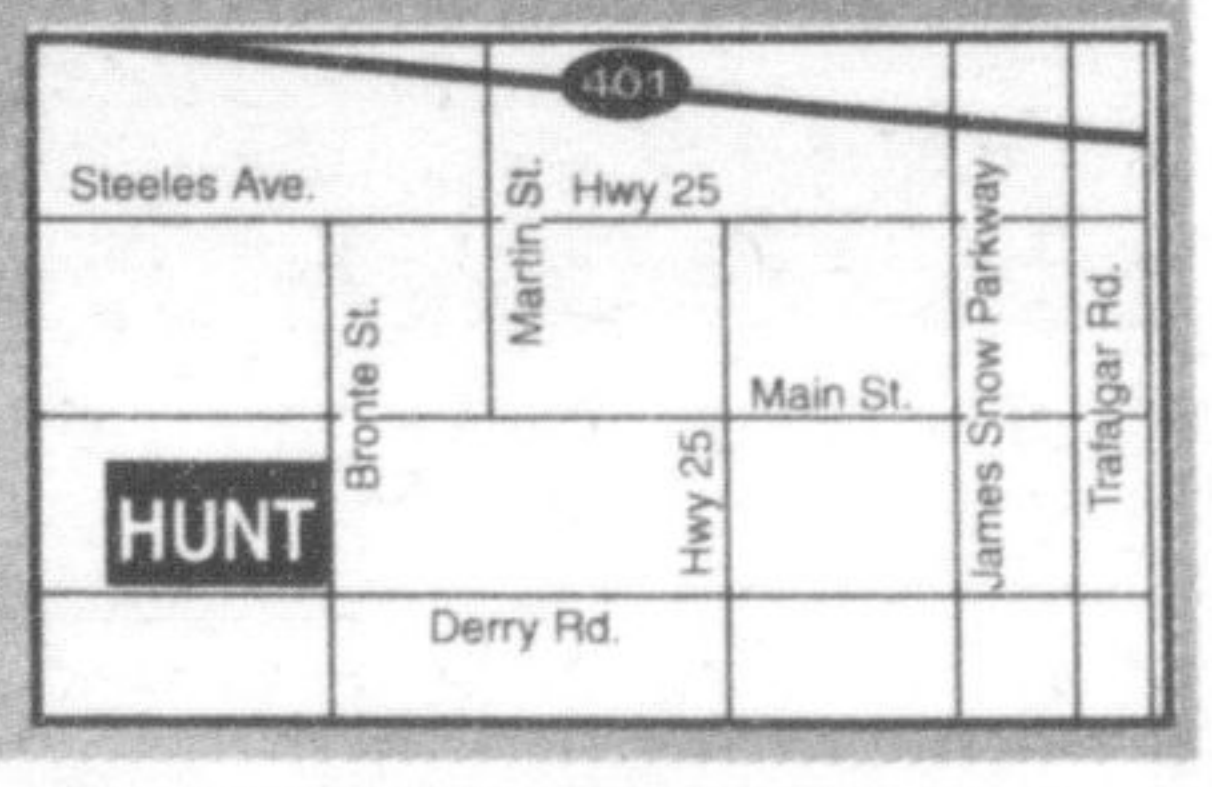 401
Steeles Ave.
Martin St.
Hwy 25
Bronte St.
James Snow Parkway
Trafalgar Rd.
Main St.
Hwy 25
HUNT
Derry Rd.